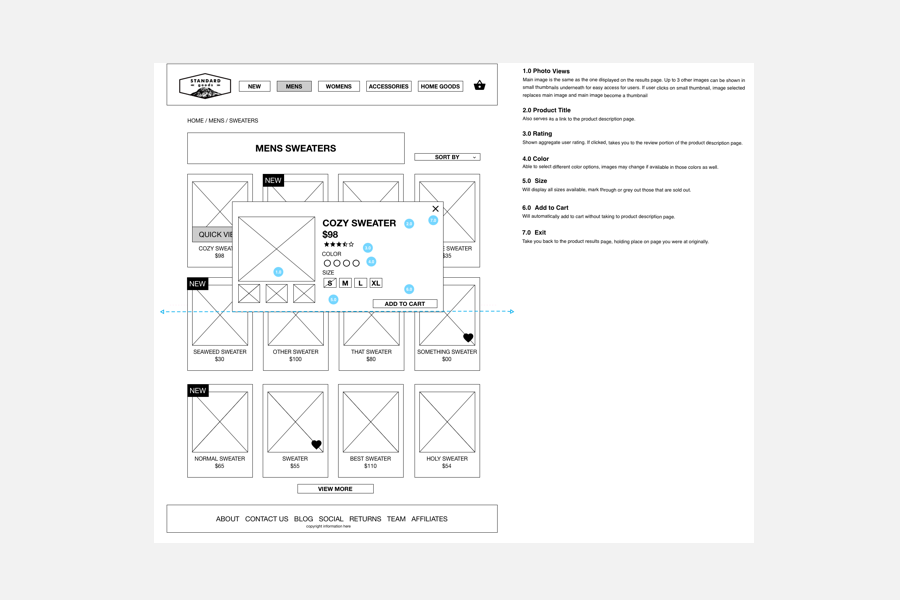 STANDARD
goods
NEW
MENS
WOMENS
ACCESSORIES
HOME GOODS
HOME / MENS / SWEATERS
MENS SWEATERS
SORT BY
NEW
QUICK VIE
COZY SWEAT
$98
E SWEATER
$35
COZY SWEATER
$98
COLOR
SIZE
S M L XL
ADD TO CART
NEW
SEAWEED SWEATER
$30
OTHER SWEATER
$100
THAT SWEATER
$80
SOMETHING SWEATER
$00
NEW
NORMAL SWEATER
$65
SWEATER
$55
BEST SWEATER
$110
HOLY SWEATER
$54
VIEW MORE
ABOUT CONTACT US BLOG SOCIAL RETURNS TEAM AFFILIATES
copyright information here
1.0 Photo Views
Main image is the same as the one displayed on the results page. Up to 3 other images can be shown in
small thumbnails underneath for easy access for users. If user clicks on small thumbnail, image selected
replaces main image and main image become a thumbnail
2.0 Product Title
Also serves as a link to the product description page.
3.0 Rating
Shown aggregate user rating. If clicked, takes you to the review portion of the product description page.
4.0 Color
Able to select different color options, images may change if available in those colors as well.
5.0 Size
Will display all sizes available, mark through or grey out those that are sold out.
6.0 Add to Cart
Will automatically add to cart without taking to product description page.
7.0 Exit
Take you back to the product results page, holding place on page you were at originally.